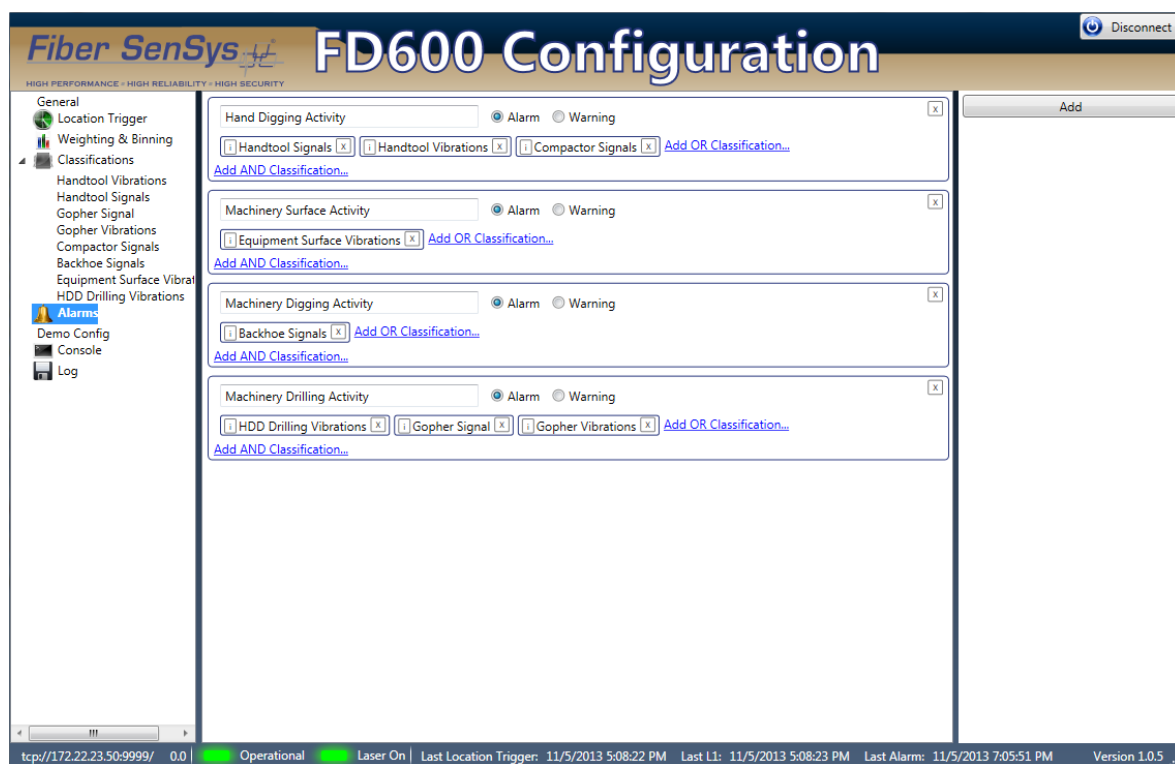 Disconnect
Fiber SenSys
FD600 Configuration
HIGH PERFORMANCE • HIGH RELIABILITY • HIGH SECURITY
General
Location Trigger
Weighting & Binning
Classifications
Handtool Vibrations
Handtool Signals
Gopher Signal
Gopher Vibrations
Compactor Signals
Backhoe Signals
Equipment Surface Vibrat
HDD Drilling Vibrations
Alarms
Demo Config
Console
Log
Hand Digging Activity Alarm Warning x
i Handtool Signals x i Handtool Vibrations x i Compactor Signals x Add OR Classification...
Add AND Classification...
Machinery Surface Activity Alarm Warning x
i Equipment Surface Vibrations x Add OR Classification...
Add AND Classification...
Machinery Digging Activity Alarm Warning x
i Backhoe Signals x Add OR Classification...
Add AND Classification...
Machinery Drilling Activity Alarm Warning x
i HDD Drilling Vibrations x i Gopher Signal x i Gopher Vibrations x Add OR Classification...
Add AND Classification...
Add
tcp://172.22.23.50:9999/ 0.0 Operational Laser On Last Location Trigger: 11/5/2013 5:08:22 PM Last L1: 11/5/2013 5:08:23 PM Last Alarm: 11/5/2013 7:05:51 PM Version 1.0.5